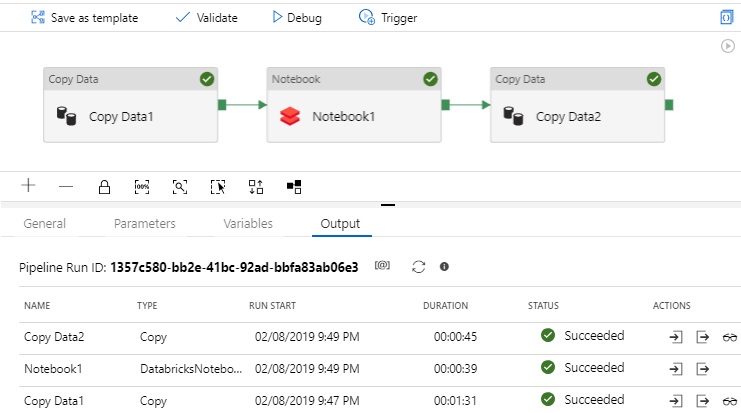 Save as template Validate Debug Trigger
Copy Data Notebook Copy Data
Copy Data1 Notebook1 Copy Data2
100%
General Parameters Variables Output
Pipeline Run ID: 1357c580-bb2e-41bc-92ad-bbfa83ab06e3 [@]
NAME TYPE RUN START DURATION STATUS ACTIONS
Copy Data2 Copy 02/08/2019 9:49 PM 00:00:45 Succeeded
Notebook1 DatabricksNotebo... 02/08/2019 9:49 PM 00:00:39 Succeeded
Copy Data1 Copy 02/08/2019 9:47 PM 00:01:31 Succeeded